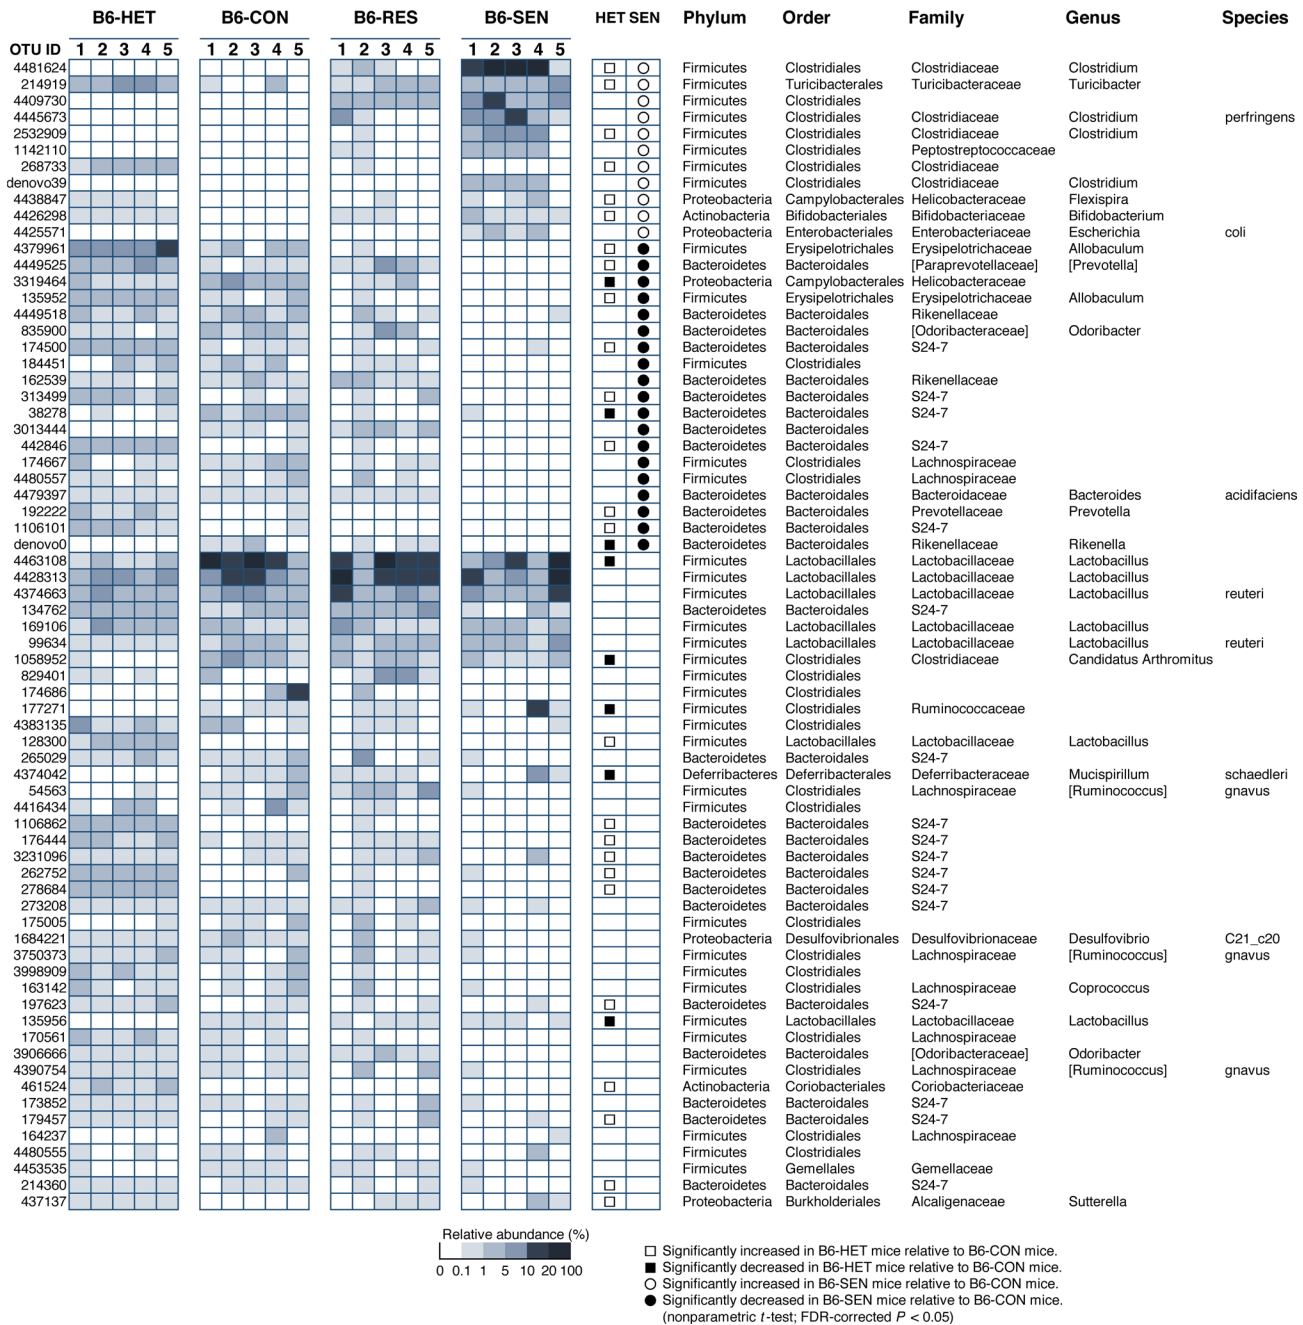 B6-HET B6-CON B6-RES B6-SEN HET SEN Phylum Order Family Genus Species
OTU ID 1 2 3 4 5 1 2 3 4 5 1 2 3 4 5 1 2 3 4 5
4481624 Firmicutes Clostridiales Clostridiaceae Clostridium
214919 Firmicutes Turicibacterales Turicibacteraceae Turicibacter
4409730 Firmicutes Clostridiales
4445673 Firmicutes Clostridiales Clostridiaceae Clostridium perfringens
2532909 Firmicutes Clostridiales Clostridiaceae Clostridium
1142110 Firmicutes Clostridiales Peptostreptococcaceae
268733 Firmicutes Clostridiales Clostridiaceae
denovo39 Firmicutes Clostridiales Clostridiaceae Clostridium
4438847 Proteobacteria Campylobacterales Helicobacteraceae Flexispira
4426298 Actinobacteria Bifidobacteriales Bifidobacteriaceae Bifidobacterium
4425571 Proteobacteria Enterobacteriales Enterobacteriaceae Escherichia coli
4379961 Firmicutes Erysipelotrichales Erysipelotrichaceae Allobaculum
4449525 Bacteroidetes Bacteroidales [Paraprevotellaceae] [Prevotella]
3319464 Proteobacteria Campylobacterales Helicobacteraceae
135952 Firmicutes Erysipelotrichales Erysipelotrichaceae Allobaculum
4449518 Bacteroidetes Bacteroidales Rikenellaceae
835900 Bacteroidetes Bacteroidales [Odoribacteraceae] Odoribacter
174500 Bacteroidetes Bacteroidales S24-7
184451 Firmicutes Clostridiales
162539 Bacteroidetes Bacteroidales Rikenellaceae
313499 Bacteroidetes Bacteroidales S24-7
38278 Bacteroidetes Bacteroidales S24-7
3013444 Bacteroidetes Bacteroidales
442846 Bacteroidetes Bacteroidales S24-7
174667 Firmicutes Clostridiales Lachnospiraceae
4480557 Firmicutes Clostridiales Lachnospiraceae
4479397 Bacteroidetes Bacteroidales Bacteroidaceae Bacteroides acidifaciens
192222 Bacteroidetes Bacteroidales Prevotellaceae Prevotella
1106101 Bacteroidetes Bacteroidales S24-7
denovo0 Bacteroidetes Bacteroidales Rikenellaceae Rikenella
4463108 Firmicutes Lactobacillales Lactobacillaceae Lactobacillus
4428313 Firmicutes Lactobacillales Lactobacillaceae Lactobacillus
4374663 Firmicutes Lactobacillales Lactobacillaceae Lactobacillus reuteri
134762 Bacteroidetes Bacteroidales S24-7
169106 Firmicutes Lactobacillales Lactobacillaceae Lactobacillus
99634 Firmicutes Lactobacillales Lactobacillaceae Lactobacillus reuteri
1058952 Firmicutes Clostridiales Clostridiaceae Candidatus Arthromitus
829401 Firmicutes Clostridiales
174686 Firmicutes Clostridiales
177271 Firmicutes Clostridiales Ruminococcaceae
4383135 Firmicutes Clostridiales
128300 Firmicutes Lactobacillales Lactobacillaceae Lactobacillus
265029 Bacteroidetes Bacteroidales S24-7
4374042 Deferribacteres Deferribacterales Deferribacteraceae Mucispirillum schaedleri
54563 Firmicutes Clostridiales Lachnospiraceae [Ruminococcus] gnavus
4416434 Firmicutes Clostridiales
1106862 Bacteroidetes Bacteroidales S24-7
176444 Bacteroidetes Bacteroidales S24-7
3231096 Bacteroidetes Bacteroidales S24-7
262752 Bacteroidetes Bacteroidales S24-7
278684 Bacteroidetes Bacteroidales S24-7
273208 Bacteroidetes Bacteroidales S24-7
175005 Firmicutes Clostridiales
1684221 Proteobacteria Desulfovibrionales Desulfovibrionaceae Desulfovibrio C21_c20
3750373 Firmicutes Clostridiales Lachnospiraceae [Ruminococcus] gnavus
3998909 Firmicutes Clostridiales
163142 Firmicutes Clostridiales Lachnospiraceae Coprococcus
197623 Bacteroidetes Bacteroidales S24-7
135956 Firmicutes Lactobacillales Lactobacillaceae Lactobacillus
170561 Firmicutes Clostridiales Lachnospiraceae
3906666 Bacteroidetes Bacteroidales [Odoribacteraceae] Odoribacter
4390754 Firmicutes Clostridiales Lachnospiraceae [Ruminococcus] gnavus
461524 Actinobacteria Coriobacteriales Coriobacteriaceae
173852 Bacteroidetes Bacteroidales S24-7
179457 Bacteroidetes Bacteroidales S24-7
164237 Firmicutes Clostridiales Lachnospiraceae
4480555 Firmicutes Clostridiales
4453535 Firmicutes Gemellales Gemellaceae
214360 Bacteroidetes Bacteroidales S24-7
437137 Proteobacteria Burkholderiales Alcaligenaceae Sutterella
Relative abundance (%)
0 0.1 1 5 10 20 100
□ Significantly increased in B6-HET mice relative to B6-CON mice.
■ Significantly decreased in B6-HET mice relative to B6-CON mice.
○ Significantly increased in B6-SEN mice relative to B6-CON mice.
● Significantly decreased in B6-SEN mice relative to B6-CON mice.
(nonparametric t-test; FDR-corrected P < 0.05)